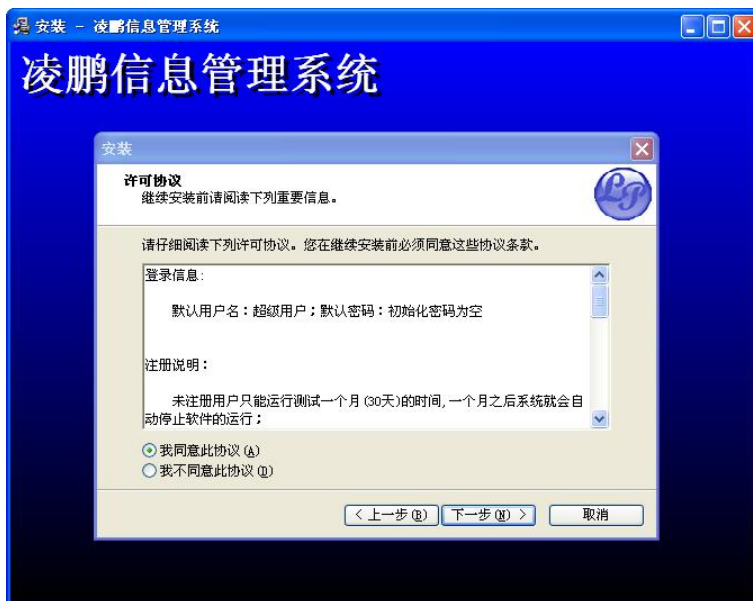 安装 - 凌鹏信息管理系统
凌鹏信息管理系统
安装
许可协议
继续安装前请阅读下列重要信息。
LP
请仔细阅读下列许可协议。您在继续安装前必须同意这些协议条款。
登录信息:
默认用户名：超级用户；默认密码：初始化密码为空
注册说明：
未注册用户只能运行测试一个月(30天)的时间,一个月之后系统就会自
动停止软件的运行；
我同意此协议(A)
我不同意此协议(D)
< 上一步(B)
下一步(N) >
取消